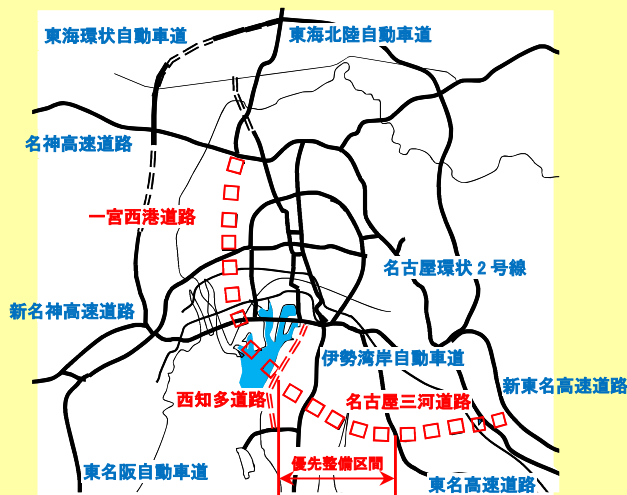 東海環状自動車道
東海北陸自動車道
名神高速道路
一宮西港道路
名古屋環状2号線
新名神高速道路
伊勢湾岸自動車道
新東名高速道路
西知多道路
名古屋三河道路
優先整備区間
東名阪自動車道
東名高速道路